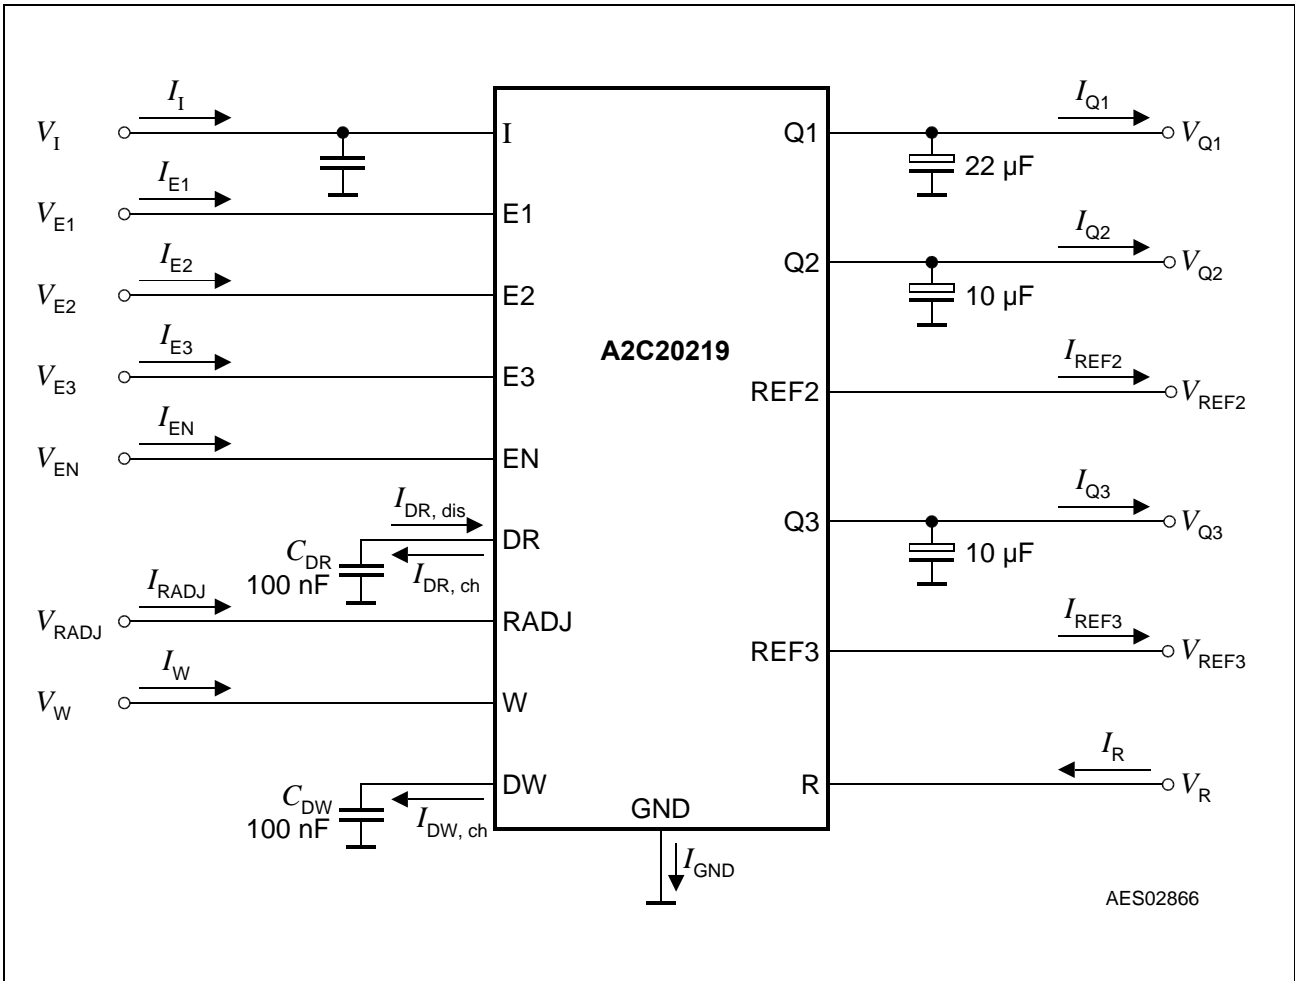 I_I
V_I
I
I_E1
V_E1
E1
I_E2
V_E2
E2
I_E3
V_E3
E3
I_EN
V_EN
EN
I_DR, dis
DR
C_DR
100 nF
I_DR, ch
I_RADJ
V_RADJ
RADJ
I_W
V_W
W
DW
C_DW
100 nF
I_DW, ch
A2C20219
GND
I_GND
Q1
I_Q1
V_Q1
22 µF
Q2
I_Q2
V_Q2
10 µF
REF2
I_REF2
V_REF2
Q3
I_Q3
V_Q3
10 µF
REF3
I_REF3
V_REF3
R
I_R
V_R
AES02866